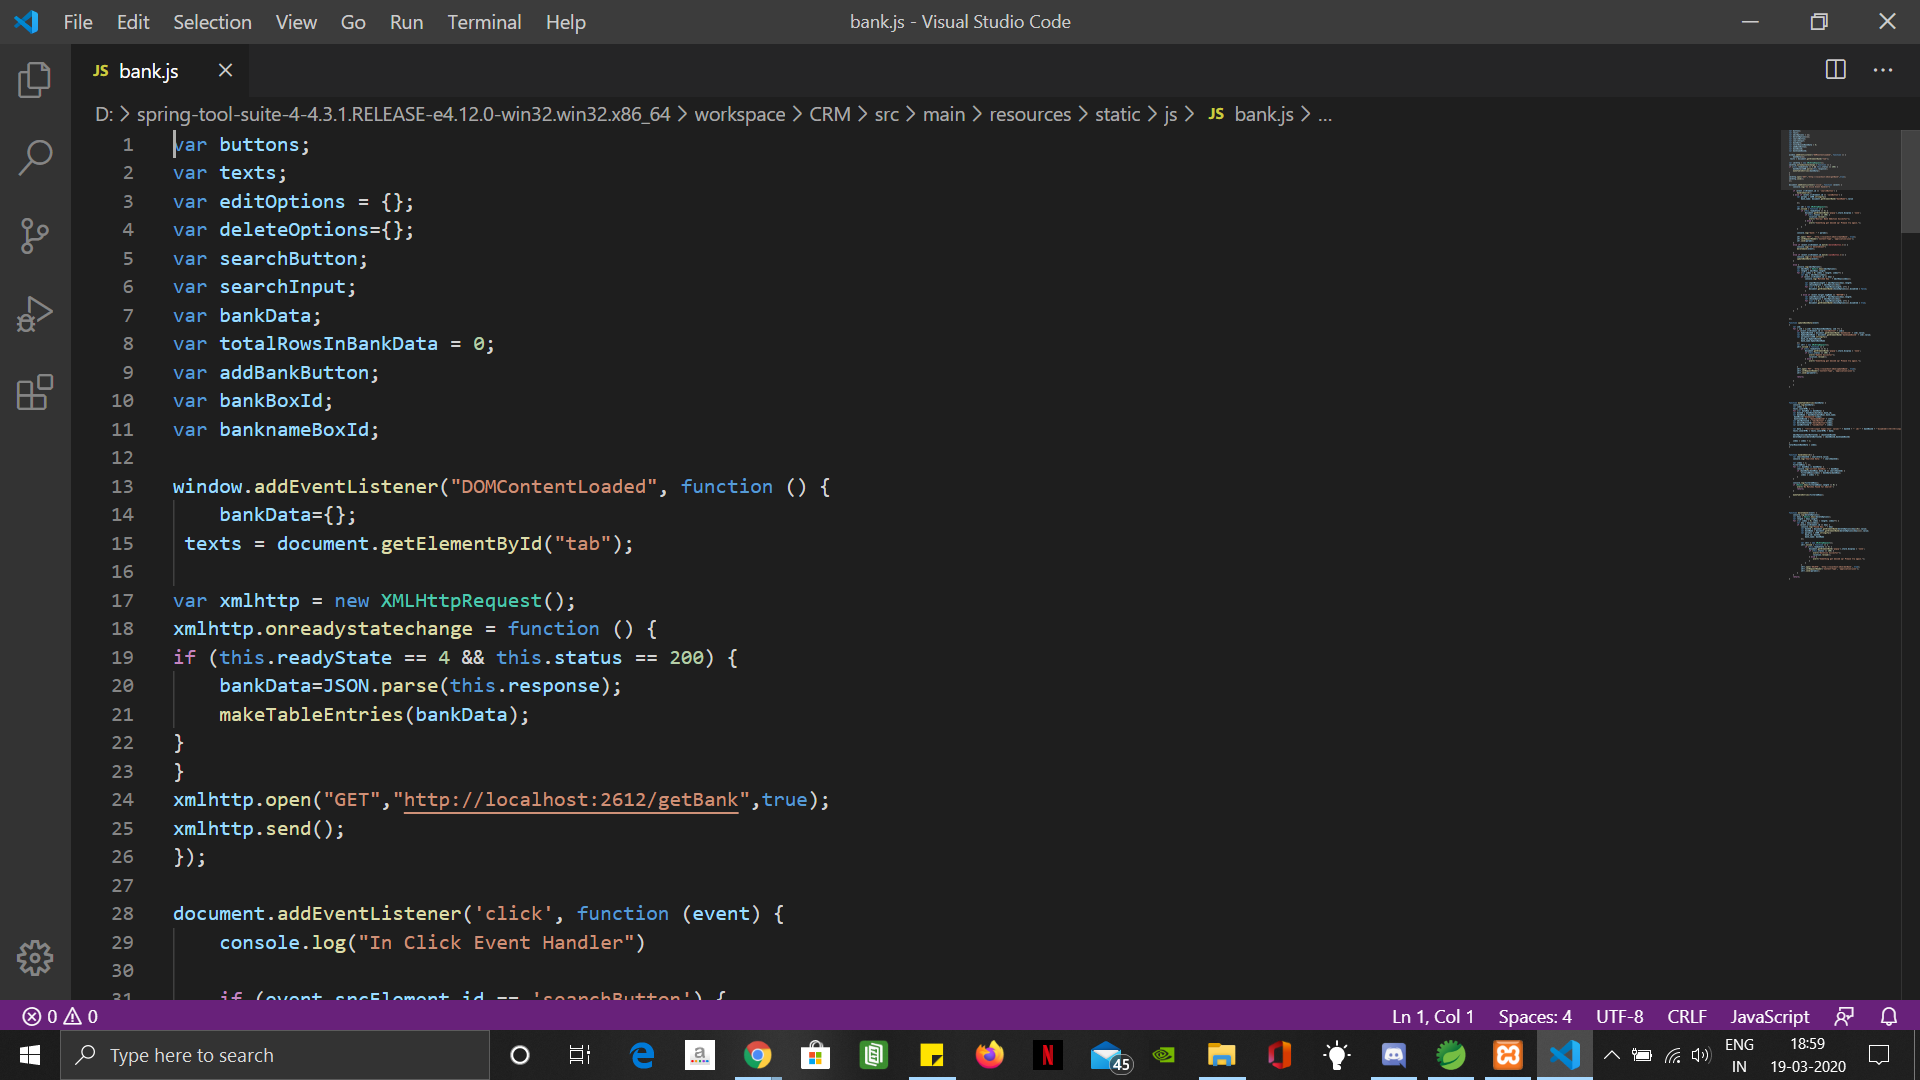 File Edit Selection View Go Run Terminal Help
bank.js - Visual Studio Code
JS bank.js
D: > spring-tool-suite-4-4.3.1.RELEASE-e4.12.0-win32.win32.x86_64 > workspace > CRM > src > main > resources > static > js > JS bank.js > ...
1 var buttons;
2 var texts;
3 var editOptions = {};
4 var deleteOptions={};
5 var searchButton;
6 var searchInput;
7 var bankData;
8 var totalRowsInBankData = 0;
9 var addBankButton;
10 var bankBoxId;
11 var banknameBoxId;
12
13 window.addEventListener("DOMContentLoaded", function () {
14     bankData={};
15  texts = document.getElementById("tab");
16
17 var xmlhttp = new XMLHttpRequest();
18 xmlhttp.onreadystatechange = function () {
19 if (this.readyState == 4 && this.status == 200) {
20     bankData=JSON.parse(this.response);
21     makeTableEntries(bankData);
22 }
23 }
24 xmlhttp.open("GET","http://localhost:2612/getBank",true);
25 xmlhttp.send();
26 });
27
28 document.addEventListener('click', function (event) {
29     console.log("In Click Event Handler")
30
31     if (event.srcElement.id == 'searchButton') {
0 0
Ln 1, Col 1 Spaces: 4 UTF-8 CRLF JavaScript
Type here to search
a
N
45
ENG
IN
18:59
19-03-2020